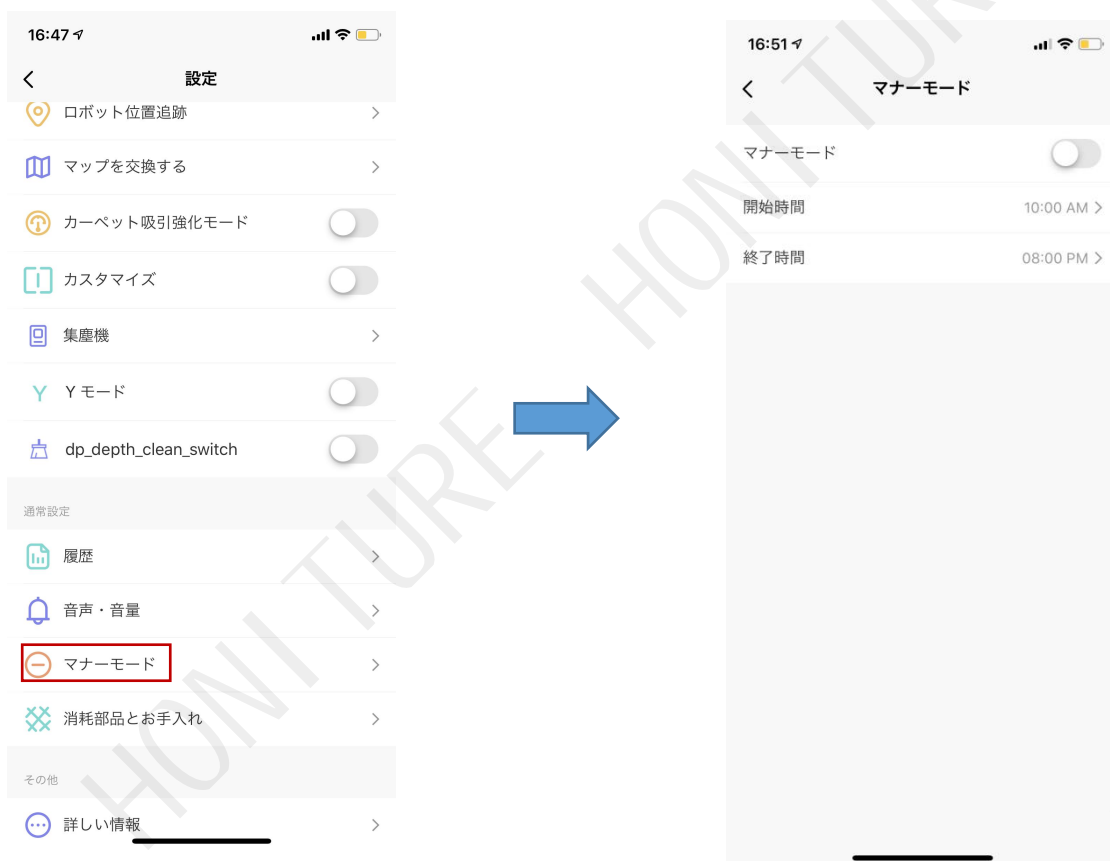 16:47
設定
ロボット位置追跡
マップを交換する
カーペット吸引強化モード
カスタマイズ
集塵機
Y Y モード
dp_depth_clean_switch
通常設定
履歴
音声・音量
マナーモード
消耗部品とお手入れ
その他
詳しい情報
16:51
マナーモード
マナーモード
開始時間 10:00 AM
終了時間 08:00 PM
HONITURE
HONITURE